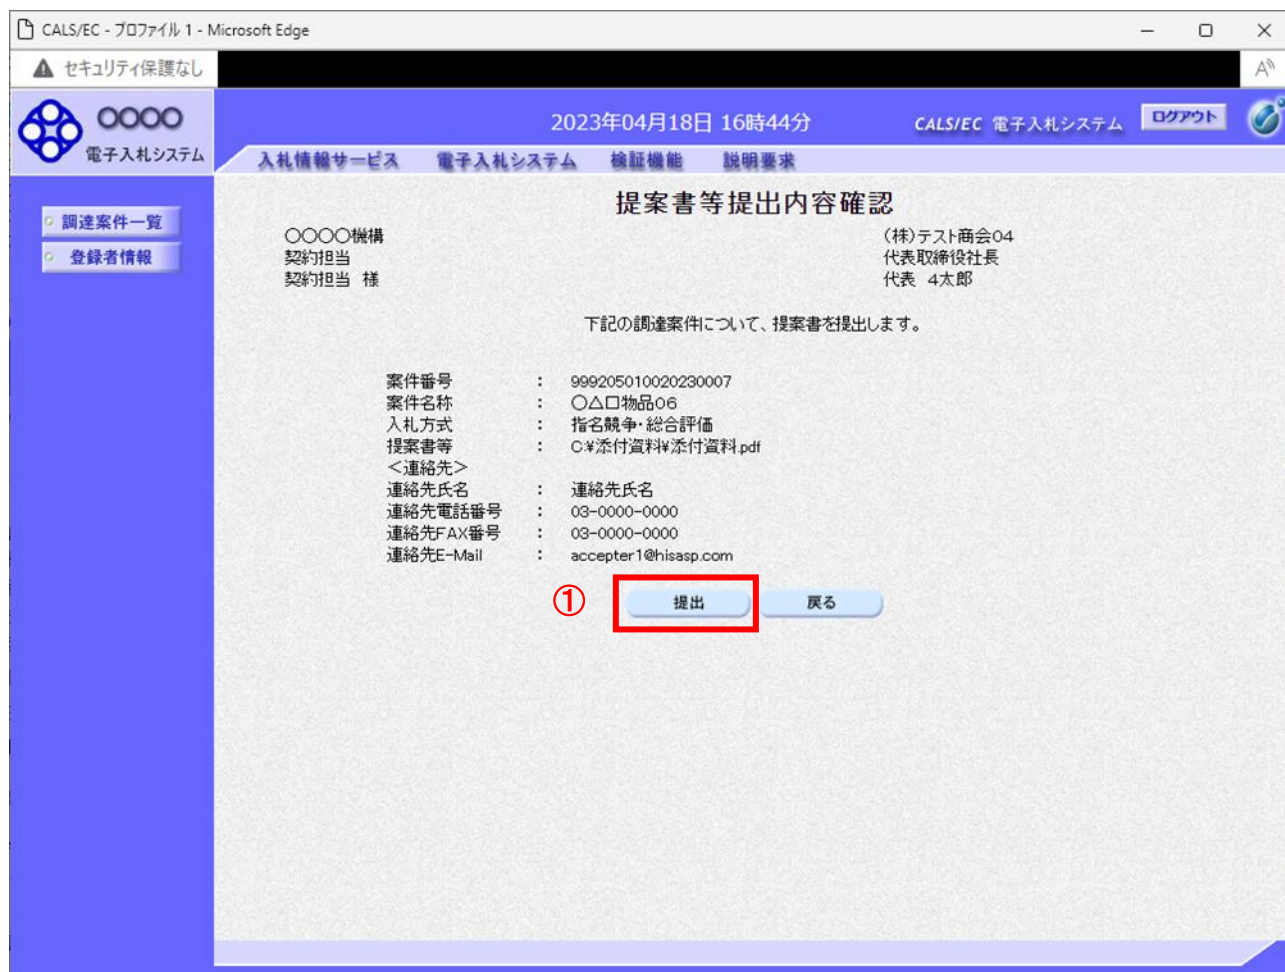 CALS/EC - プロファイル 1 - Microsoft Edge
セキュリティ保護なし
○○○○
電子入札システム
2023年04月18日 16時44分
CALS/EC 電子入札システム
ログアウト
入札情報サービス 電子入札システム 検証機能 説明要求
調達案件一覧
登録者情報
提案書等提出内容確認
○○○○機構
契約担当
契約担当 様
(株)テスト商会04
代表取締役社長
代表 4太郎
下記の調達案件について、提案書を提出します。
案件番号 : 999205010020230007
案件名称 : ○△□物品06
入札方式 : 指名競争・総合評価
提案書等 : C:¥添付資料¥添付資料.pdf
<連絡先>
連絡先氏名 : 連絡先氏名
連絡先電話番号 : 03-0000-0000
連絡先FAX番号 : 03-0000-0000
連絡先E-Mail : accepter1@hisasp.com
① 提出 戻る